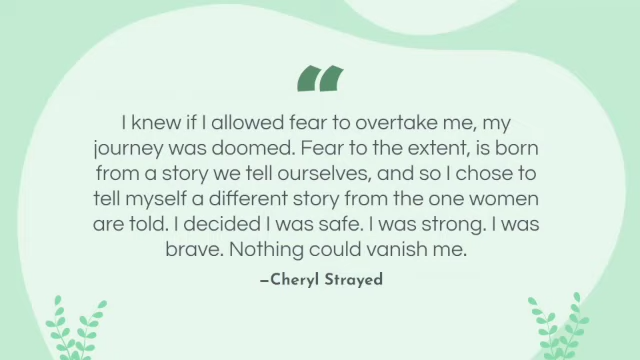 “
I knew if I allowed fear to overtake me, my
journey was doomed. Fear to the extent, is born
from a story we tell ourselves, and so I chose to
tell myself a different story from the one women
are told. I decided I was safe. I was strong. I was
brave. Nothing could vanish me.
—Cheryl Strayed